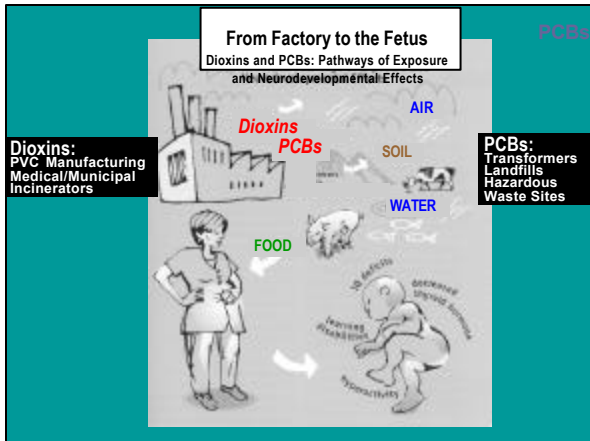 From Factory to the Fetus
Dioxins and PCBs: Pathways of Exposure
and Neurodevelopmental Effects
PCBs
AIR
Dioxins
PCBs
SOIL
Dioxins:
PVC Manufacturing
Medical/Municipal
Incinerators
PCBs:
Transformers
Landfills
Hazardous
Waste Sites
WATER
FOOD
IQ deficits
decreased
thyroid hormone
learning
disabilities
hyperactivity